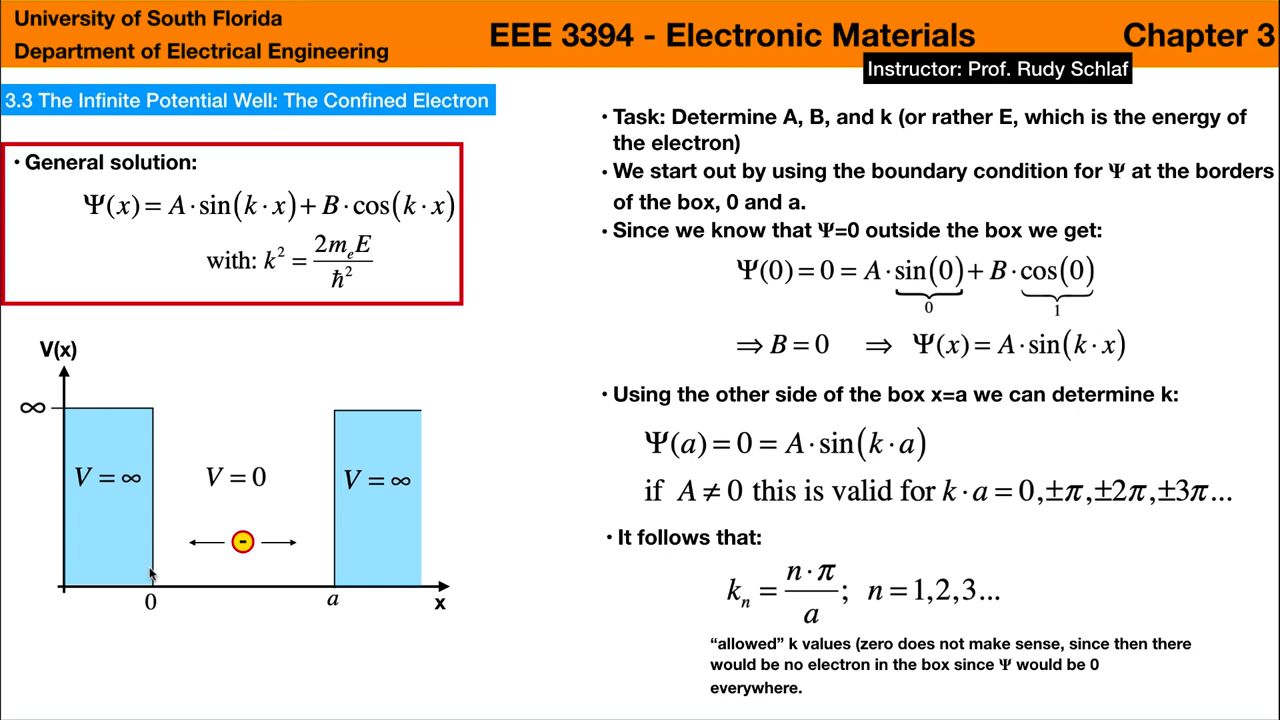 University of South Florida
Department of Electrical Engineering
EEE 3394 - Electronic Materials
Chapter 3
Instructor: Prof. Rudy Schlaf
3.3 The Infinite Potential Well: The Confined Electron
• General solution:
Ψ(x) = A·sin(k·x) + B·cos(k·x)
with: k² = 2mₑE / ħ²
V(x)
∞
V = ∞
V = 0
V = ∞
-
0
a
x
• Task: Determine A, B, and k (or rather E, which is the energy of
the electron)
• We start out by using the boundary condition for Ψ at the borders
of the box, 0 and a.
• Since we know that Ψ=0 outside the box we get:
Ψ(0) = 0 = A·sin(0) + B·cos(0)
0
1
⇒ B = 0 ⇒ Ψ(x) = A·sin(k·x)
• Using the other side of the box x=a we can determine k:
Ψ(a) = 0 = A·sin(k·a)
if A ≠ 0 this is valid for k·a = 0,±π,±2π,±3π...
• It follows that:
kₙ = n·π / a; n = 1,2,3...
“allowed” k values (zero does not make sense, since then there
would be no electron in the box since Ψ would be 0
everywhere.